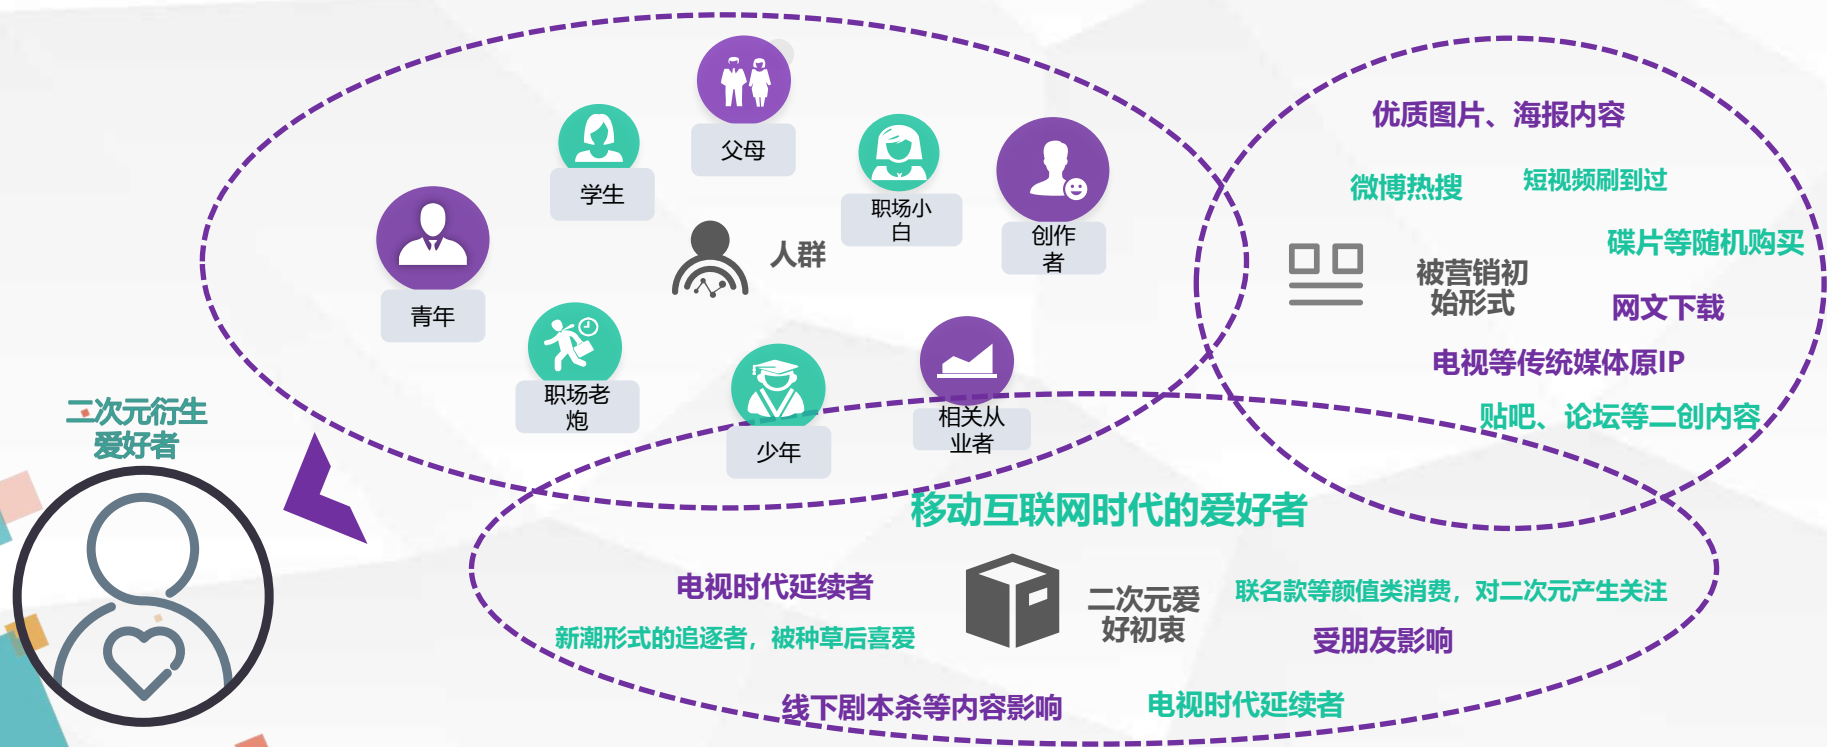 父母
学生
职场小
白
创作
者
人群
青年
职场老
炮
少年
相关从
业者
优质图片、海报内容
微博热搜
短视频刷到过
碟片等随机购买
被营销初
始形式
网文下载
电视等传统媒体原IP
贴吧、论坛等二创内容
二次元衍生
爱好者
移动互联网时代的爱好者
电视时代延续者
新潮形式的追逐者，被种草后喜爱
二次元爱
好初衷
联名款等颜值类消费，对二次元产生关注
受朋友影响
线下剧本杀等内容影响
电视时代延续者